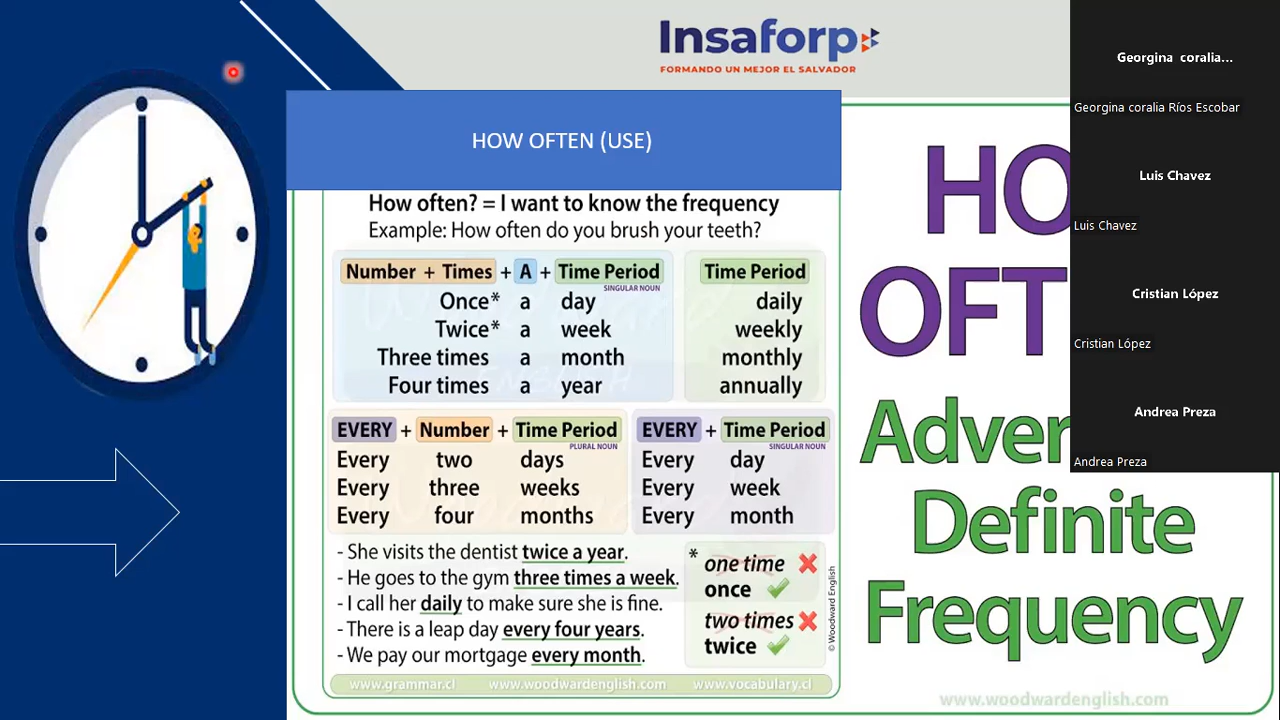 Insaforp
FORMANDO UN MEJOR EL SALVADOR
HOW OFTEN (USE)
How often? = I want to know the frequency
Example: How often do you brush your teeth?
Number + Times + A + Time Period
SINGULAR NOUN
Once* a day
Twice* a week
Three times a month
Four times a year
Time Period
daily
weekly
monthly
annually
EVERY + Number + Time Period
PLURAL NOUN
Every two days
Every three weeks
Every four months
EVERY + Time Period
SINGULAR NOUN
Every day
Every week
Every month
- She visits the dentist twice a year.
- He goes to the gym three times a week.
- I call her daily to make sure she is fine.
- There is a leap day every four years.
- We pay our mortgage every month.
* one time
once
two times
twice
© Woodward English
www.grammar.cl www.woodwardenglish.com www.vocabulary.cl
HO
OFT
Adver
Definite
Frequency
www.woodwardenglish.com
Georgina coralia...
Georgina coralia Ríos Escobar
Luis Chavez
Luis Chavez
Cristian López
Cristian López
Andrea Preza
Andrea Preza